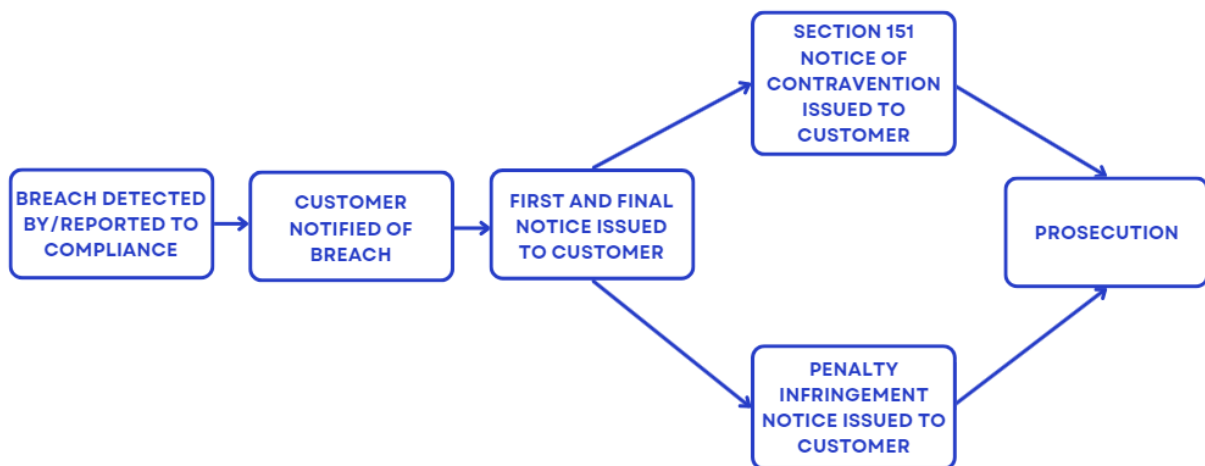 BREACH DETECTED
BY/REPORTED TO
COMPLIANCE
CUSTOMER
NOTIFIED OF
BREACH
FIRST AND FINAL
NOTICE ISSUED
TO CUSTOMER
SECTION 151
NOTICE OF
CONTRAVENTION
ISSUED TO
CUSTOMER
PENALTY
INFRINGEMENT
NOTICE ISSUED TO
CUSTOMER
PROSECUTION